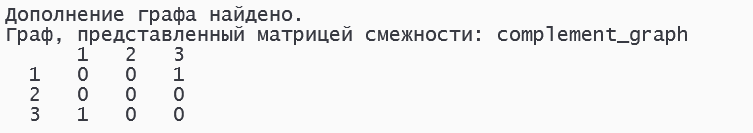 Дополнение графа найдено.
Граф, представленный матрицей смежности: complement_graph
1 2 3
1 0 0 1
2 0 0 0
3 1 0 0